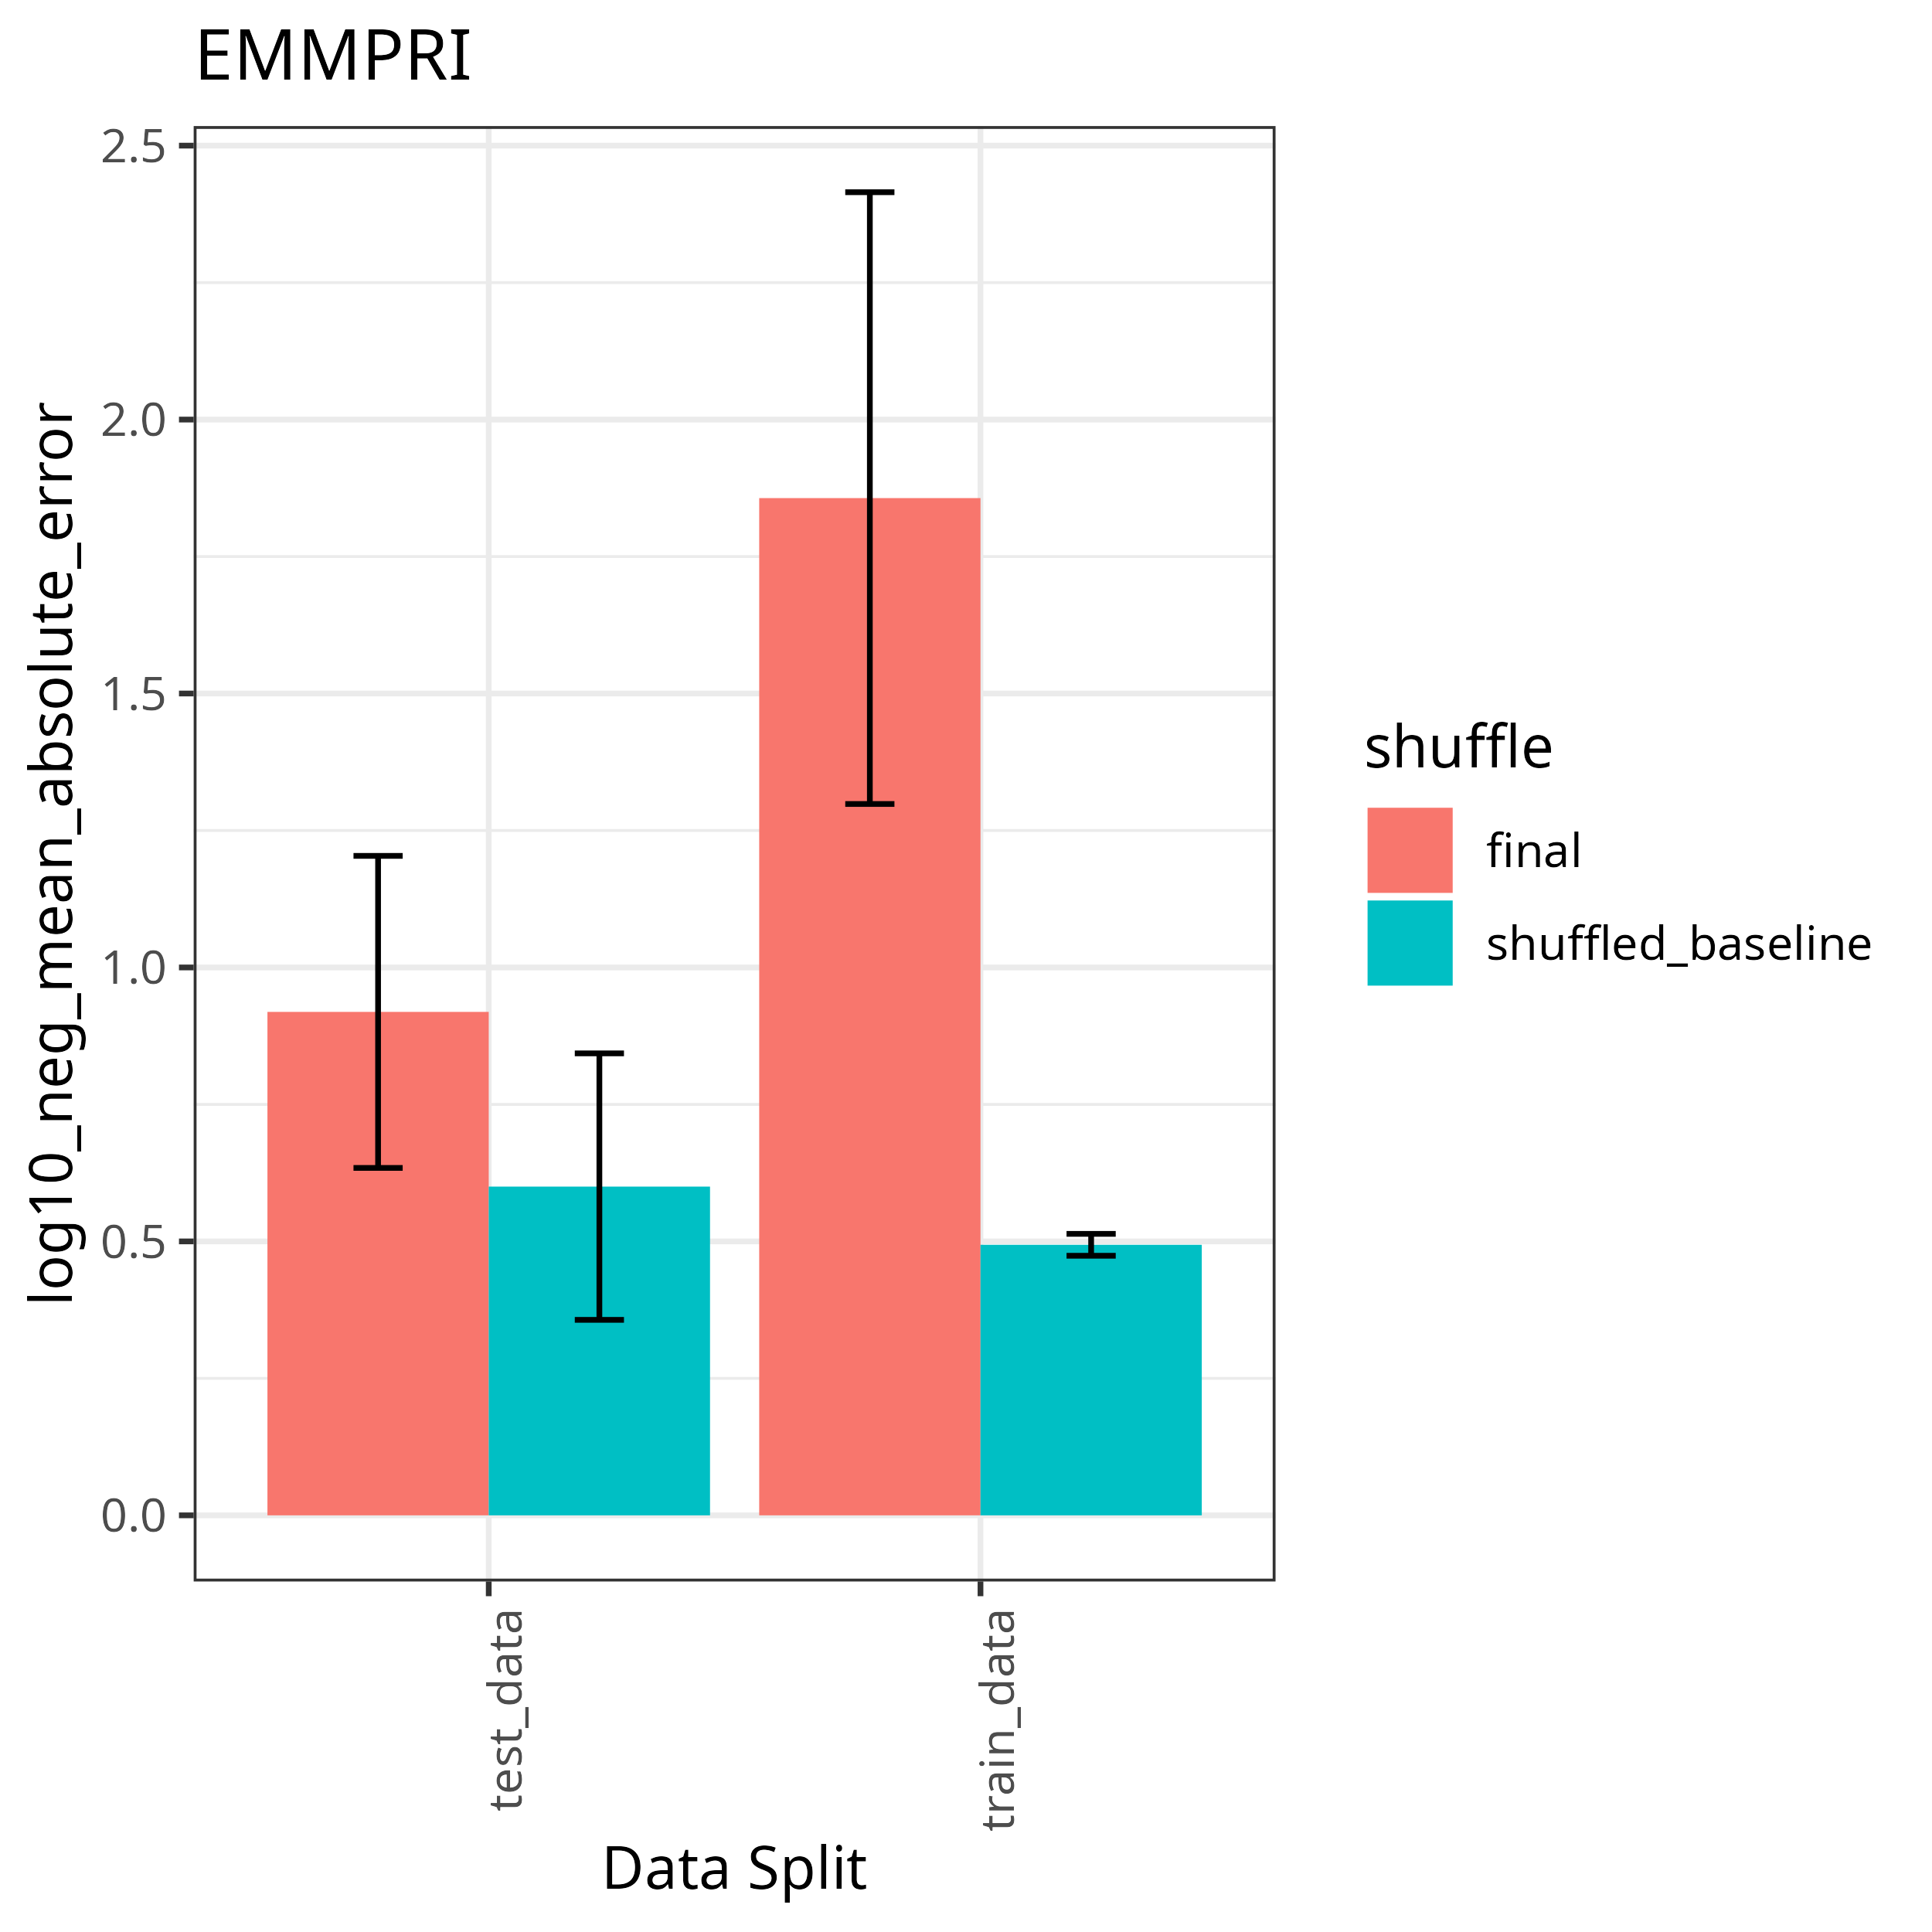 EMMPRI
log10_neg_mean_absolute_error
2.5
2.0
1.5
1.0
0.5
0.0
test_data
train_data
Data Split
shuffle
final
shuffled_baseline